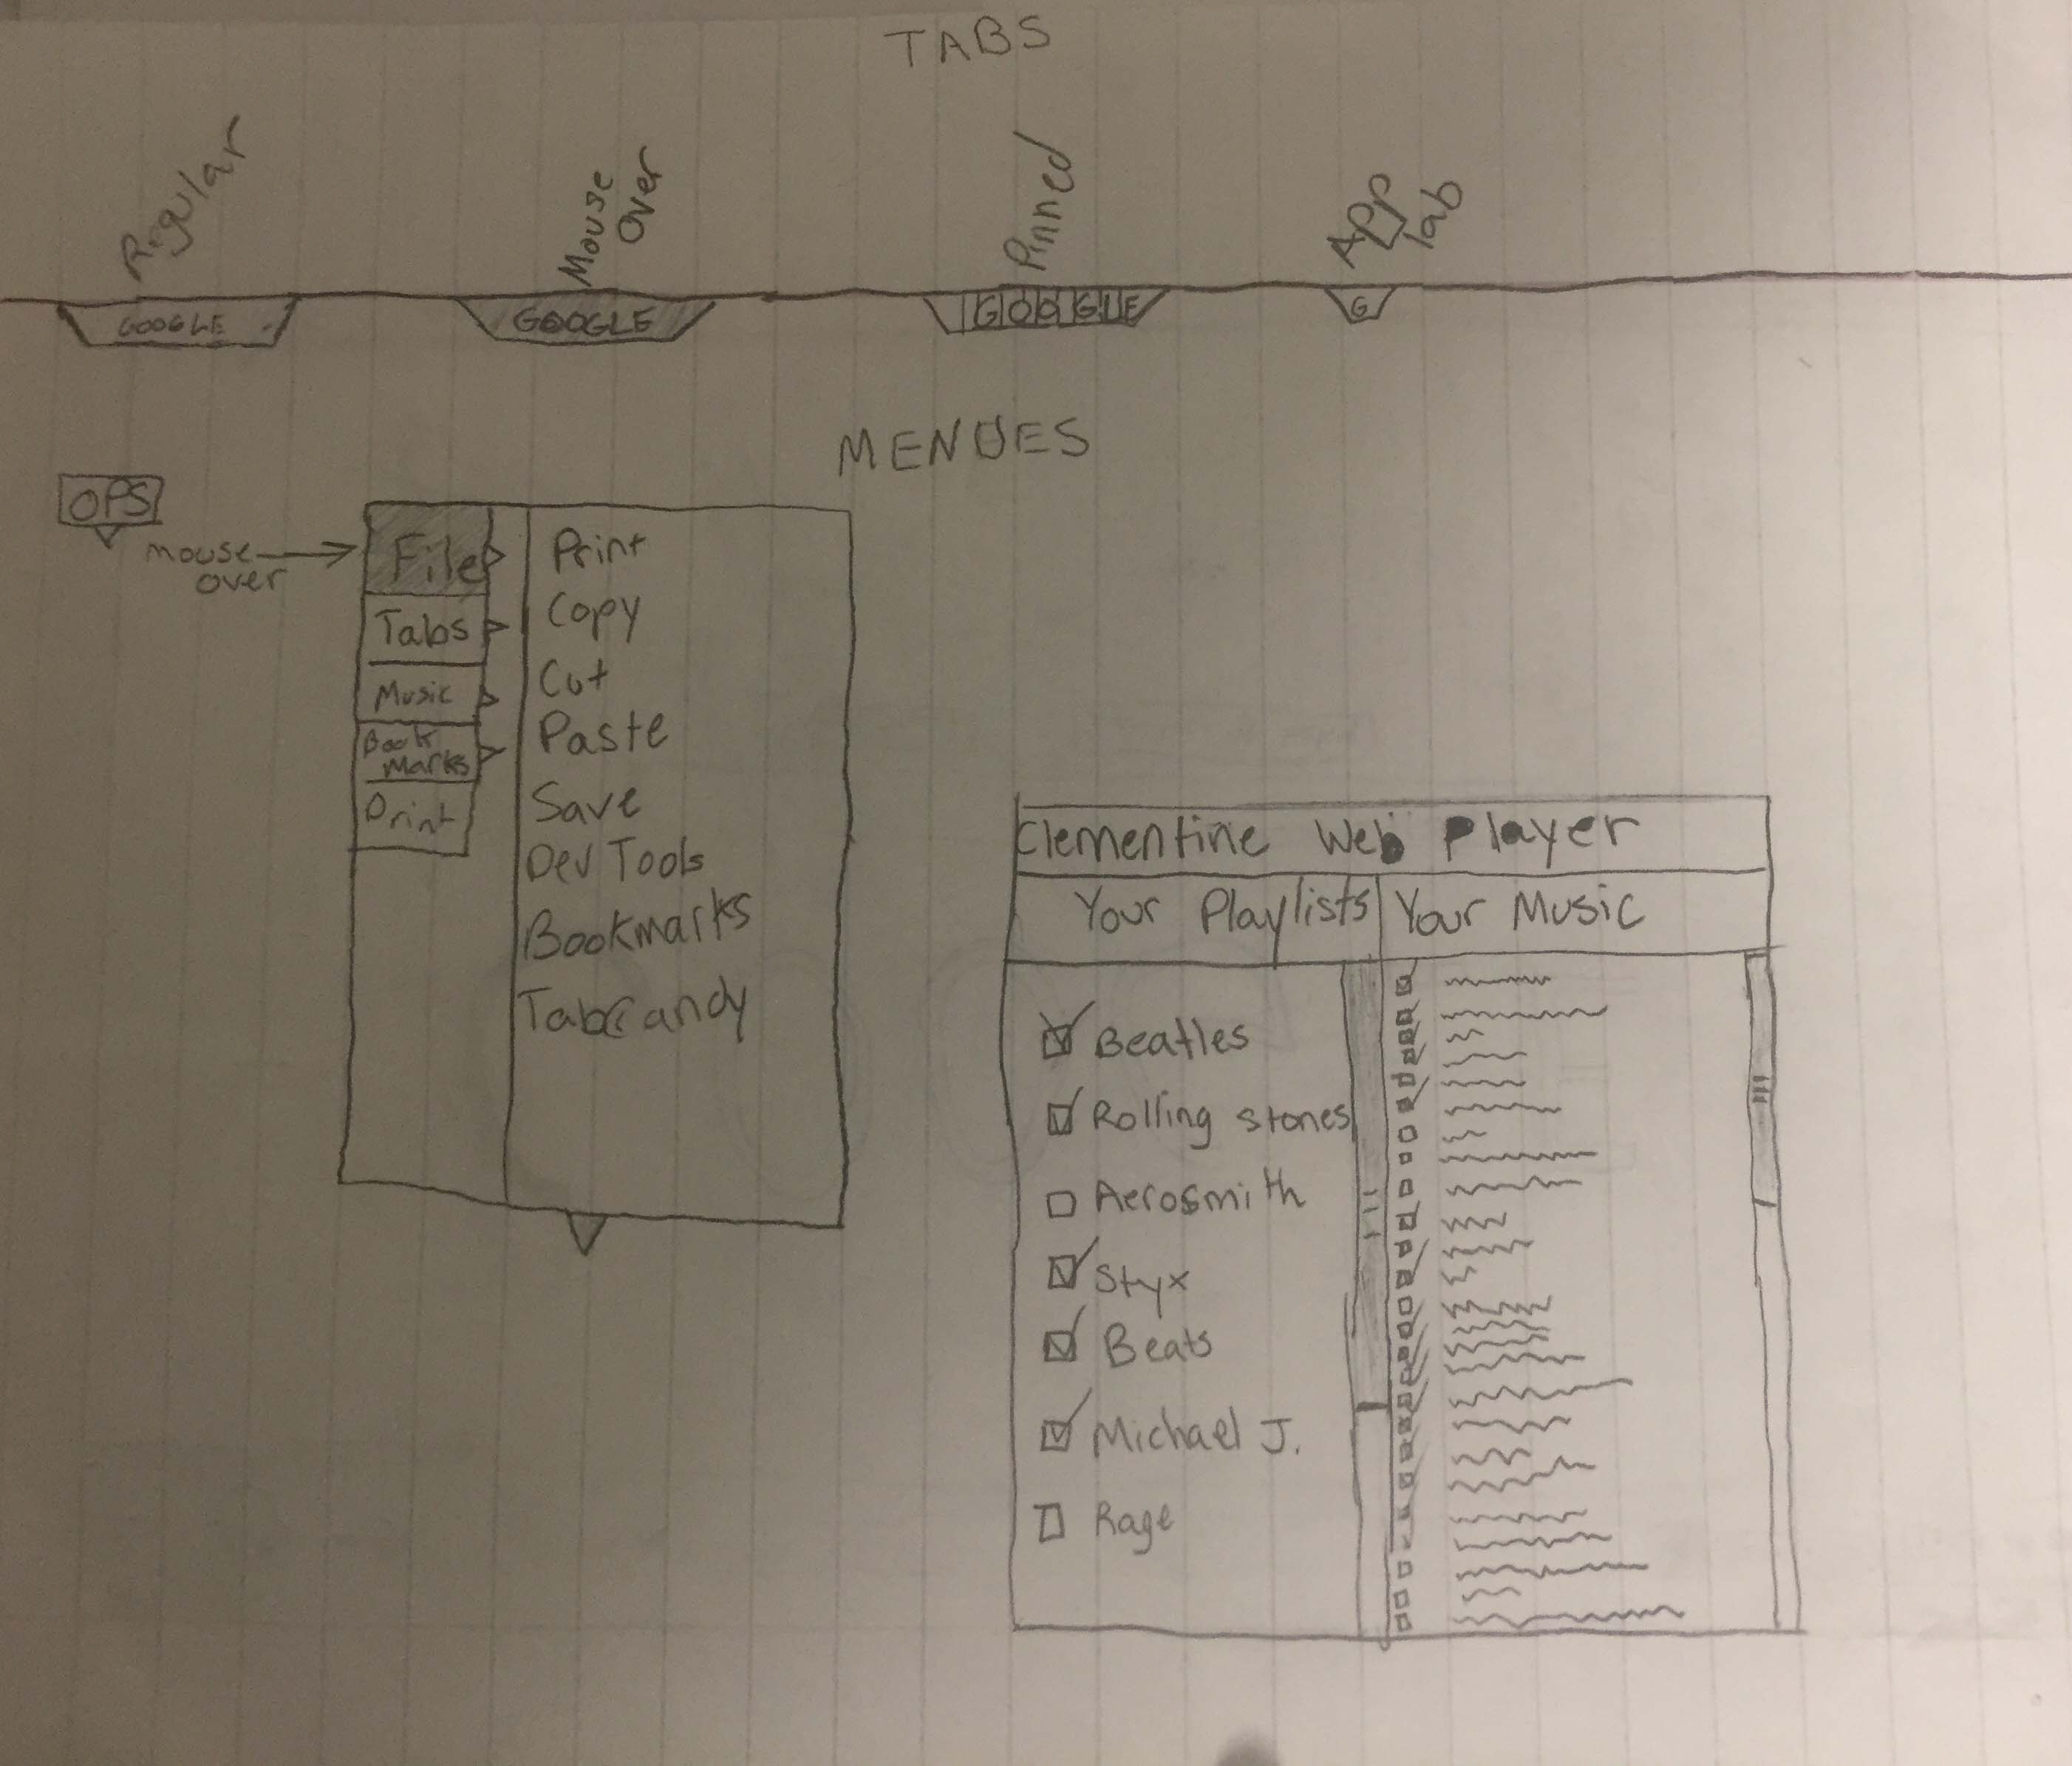 TABS
Regular
Mouse
Over
Pinned
App
Tab
GOOGLE
GOOGLE
GOOGLE
G
MENUES
OPS
mouse
over
File
Tabs
Music
Book
Marks
Print
Print
Copy
Cut
Paste
Save
Dev Tools
Bookmarks
TabCandy
Clementine Web Player
Your Playlists
Your Music
Beatles
Rolling Stones
Aerosmith
Styx
Beats
Michael J.
Rage